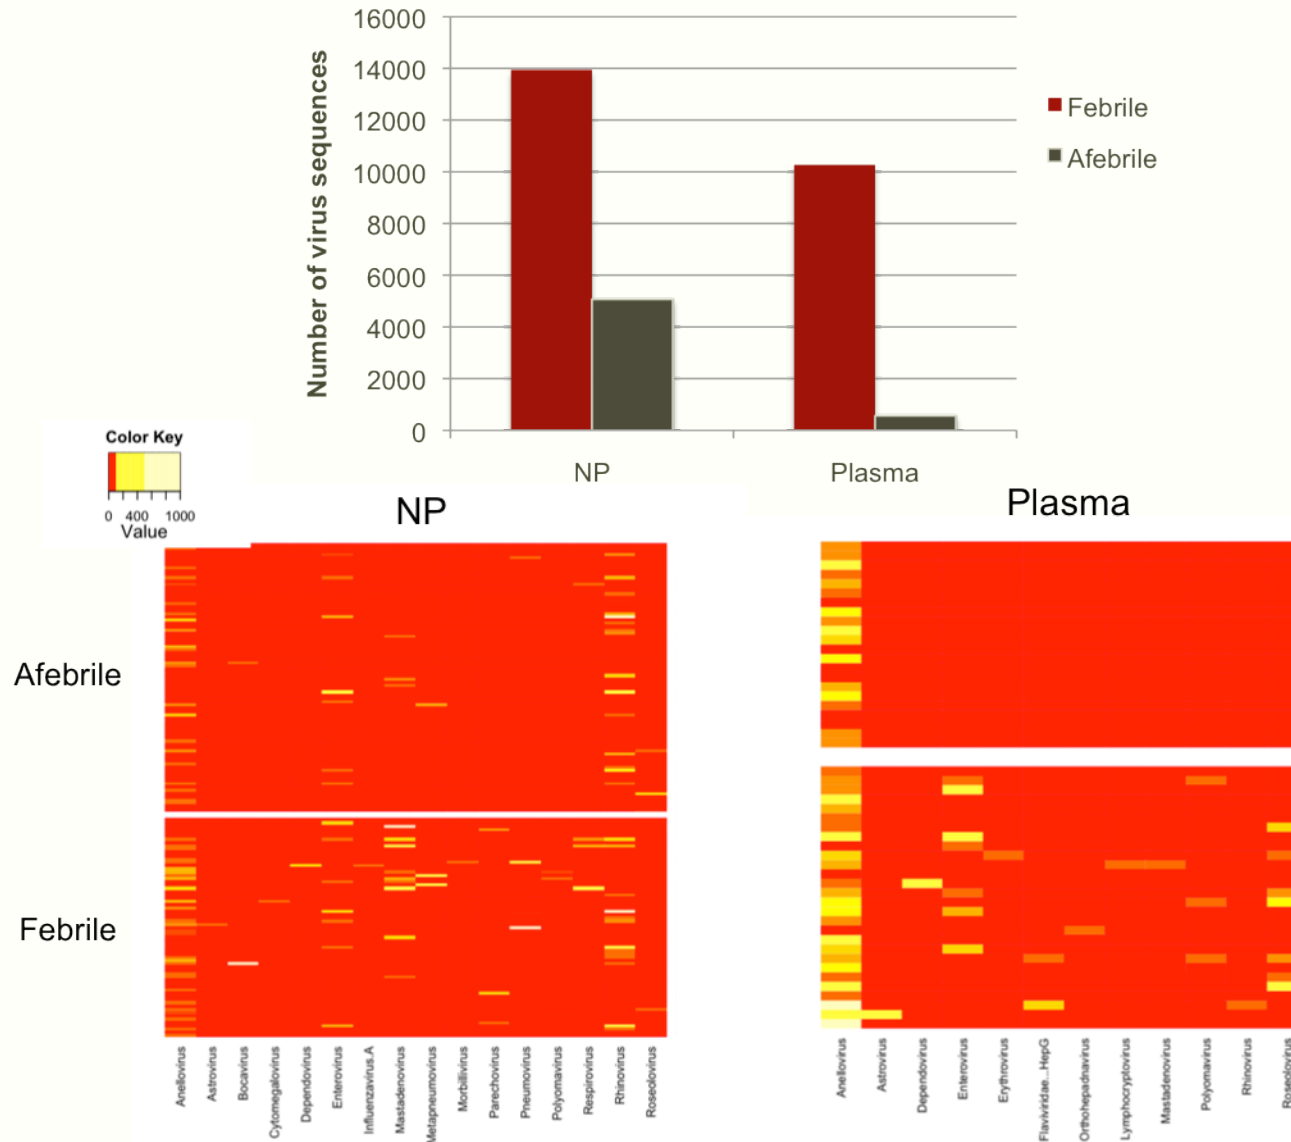 16000
14000
12000
10000
8000
6000
4000
2000
0
Number of virus sequences
NP
Plasma
Febrile
Afebrile
Color Key
0 400 1000
Value
NP
Plasma
Afebrile
Febrile
Anellovirus
Astrovirus
Bocavirus
Cytomegalovirus
Dependovirus
Enterovirus
Influenzavirus.A
Mastadenovirus
Metapneumovirus
Morbillivirus
Parechovirus
Pneumovirus
Polyomavirus
Respirovirus
Rhinovirus
Roseolovirus
Anellovirus
Astrovirus
Dependovirus
Enterovirus
Erythrovirus
Flaviviridae...HepG
Orthohepadnavirus
Lymphocryptovirus
Mastadenovirus
Polyomavirus
Rhinovirus
Roseolovirus